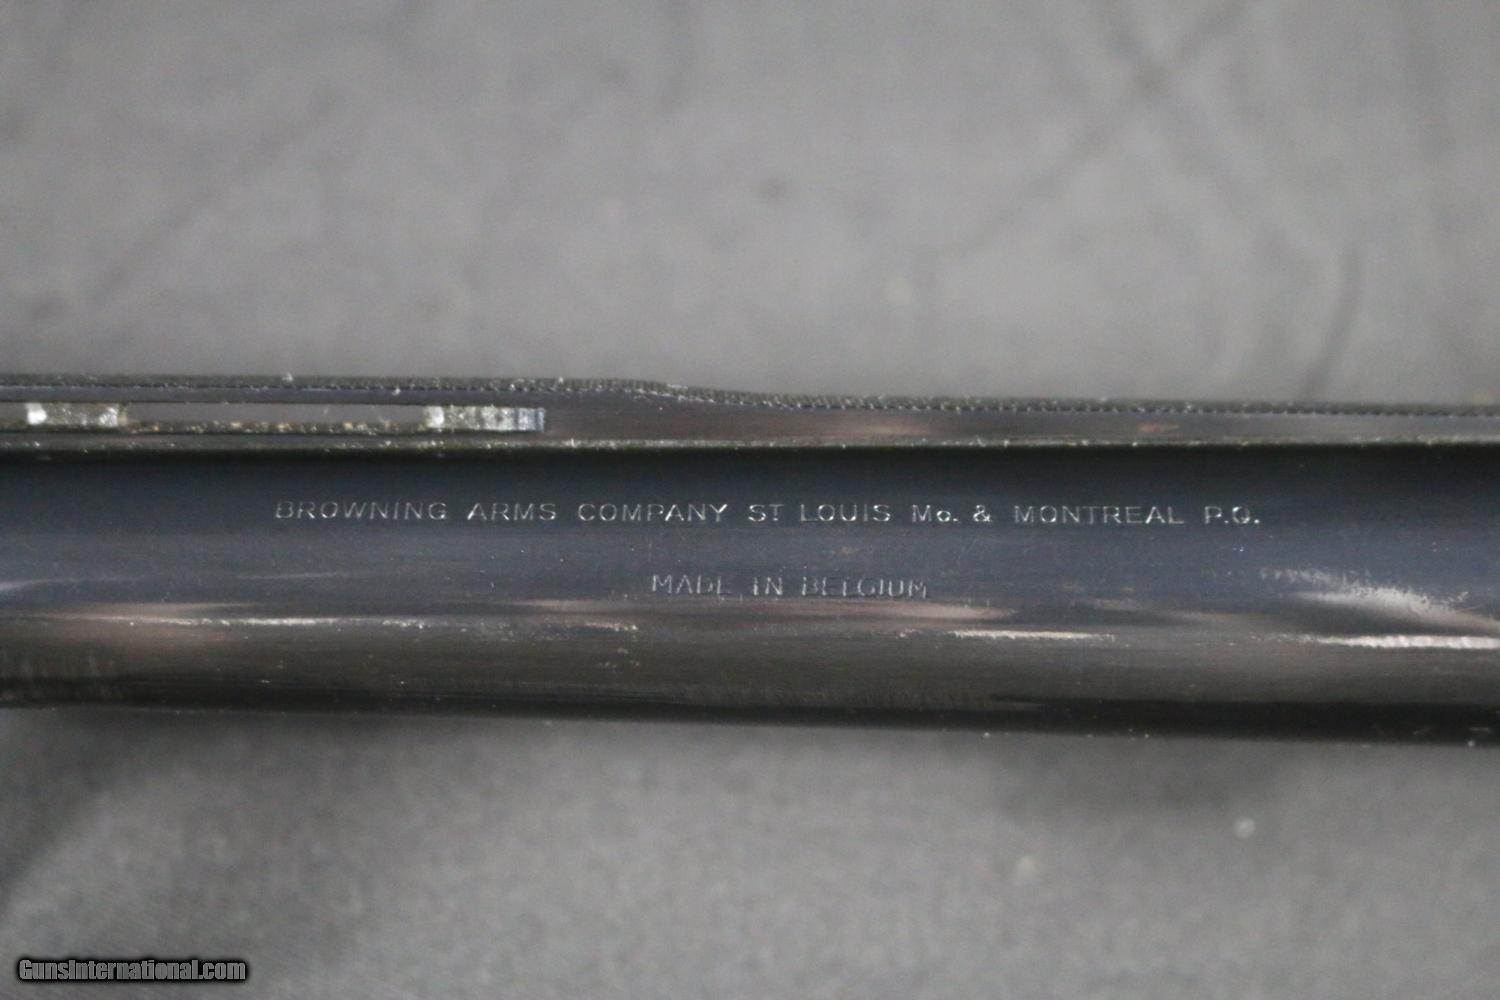 BROWNING ARMS COMPANY ST LOUIS Mo. & MONTREAL P.Q.
MADE IN BELGIUM
GunsInternational.com